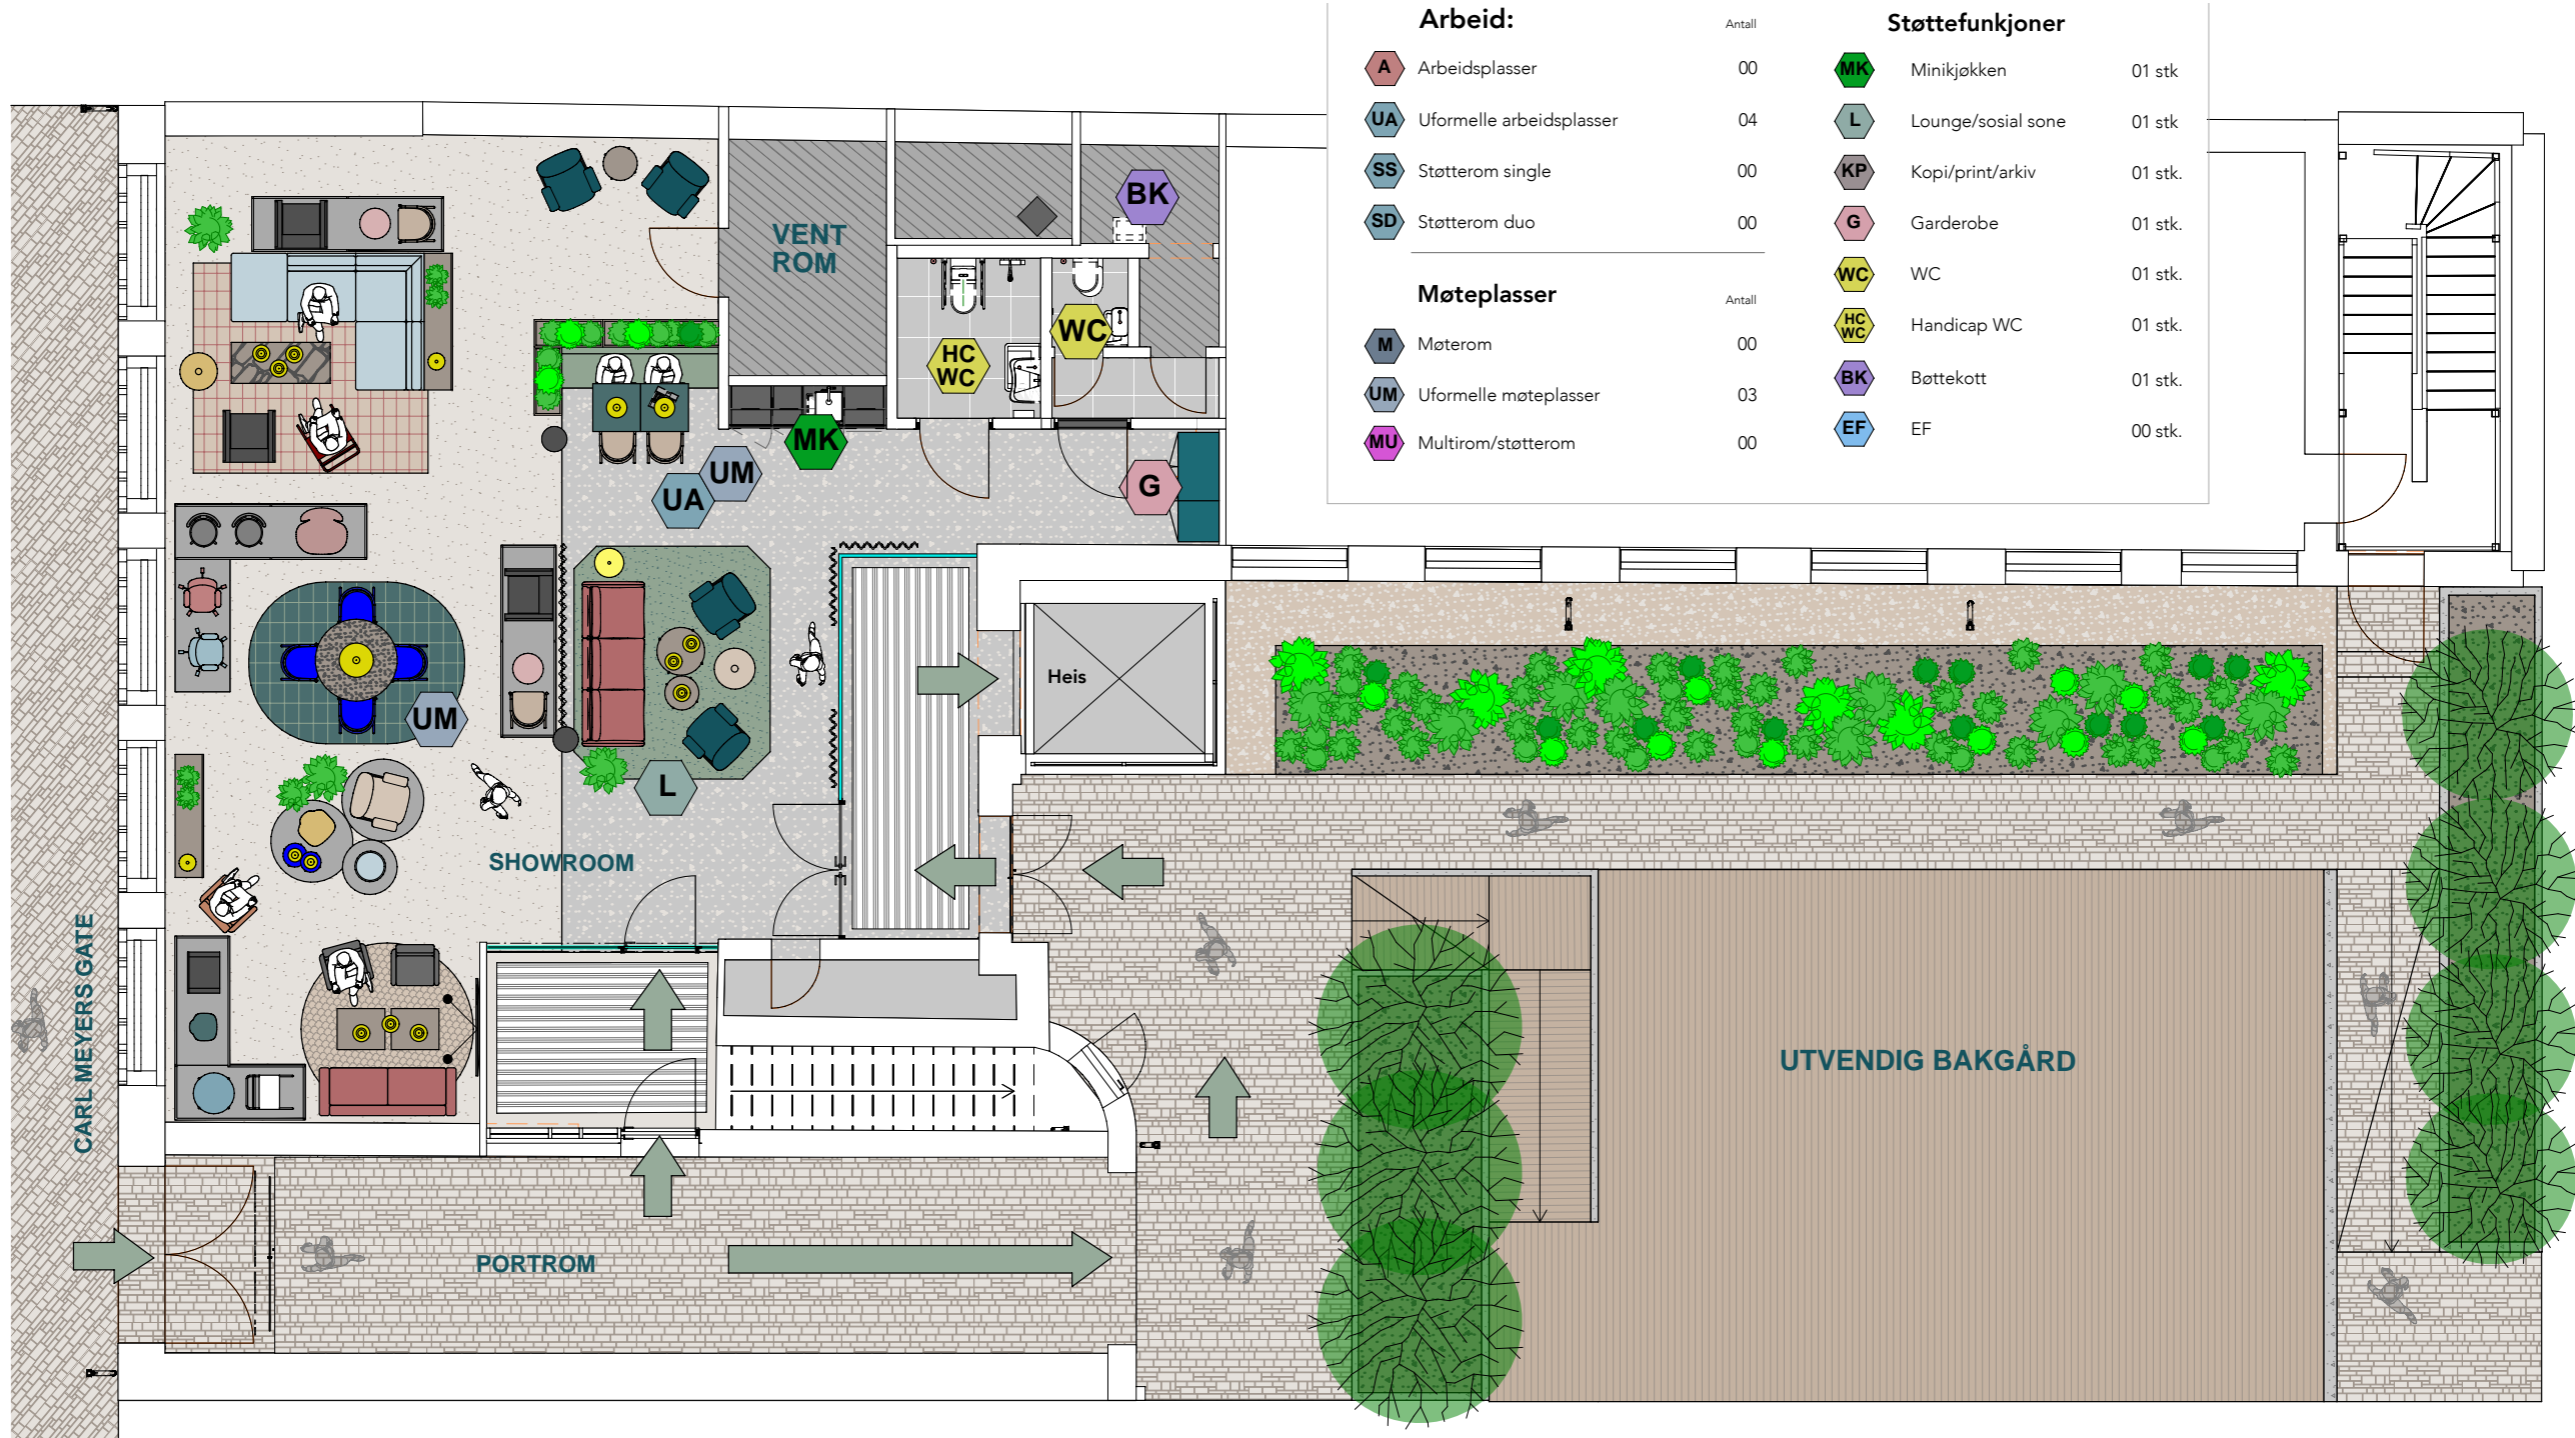 Arbeid: Antall
A Arbeidsplasser 00
UA Uformelle arbeidsplasser 04
SS Støtterom single 00
SD Støtterom duo 00
Møteplasser Antall
M Møterom 00
UM Uformelle møteplasser 03
MU Multirom/støtterom 00
Støttefunkjoner
MK Minikjøkken 01 stk
L Lounge/sosial sone 01 stk
KP Kopi/print/arkiv 01 stk.
G Garderobe 01 stk.
WC WC 01 stk.
HC
WC Handicap WC 01 stk.
BK Bøttekott 01 stk.
EF EF 00 stk.
VENT
ROM
BK
HC
WC
WC
MK
UM
UA
G
UM
L
Heis
SHOWROOM
CARL MEYERS GATE
UTVENDIG BAKGÅRD
PORTROM